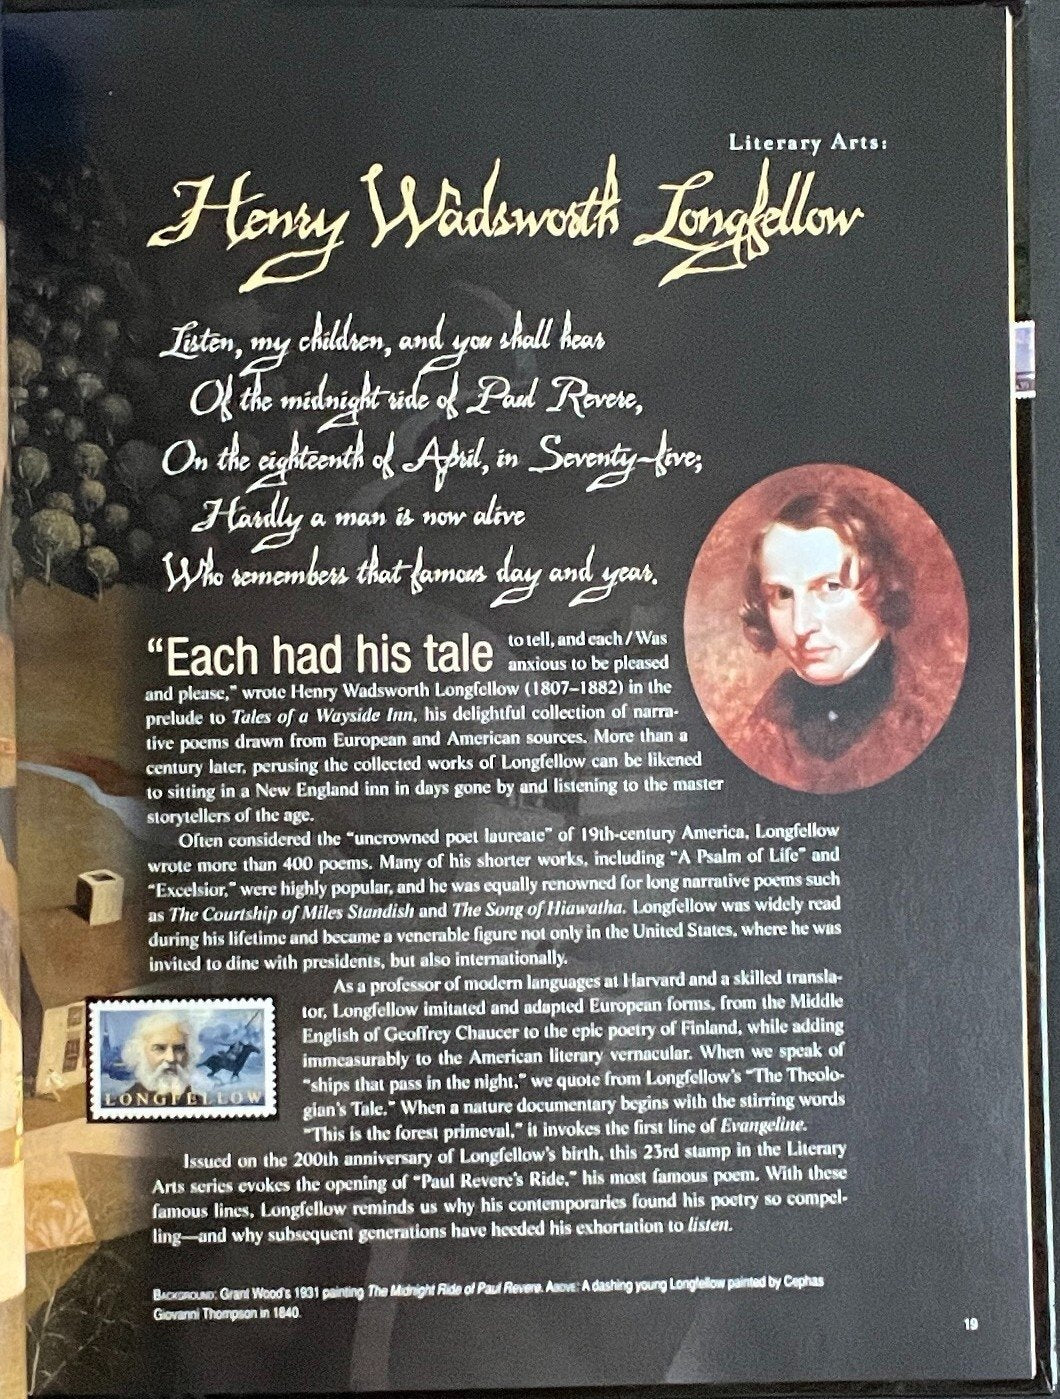 Literary Arts:
Henry Wadsworth Longfellow
Listen, my children, and you shall hear
Of the midnight ride of Paul Revere,
On the eighteenth of April, in Seventy-five;
Hardly a man is now alive
Who remembers that famous day and year.
“Each had his tale to tell, and each / Was
anxious to be pleased
and please,” wrote Henry Wadsworth Longfellow (1807–1882) in the
prelude to Tales of a Wayside Inn, his delightful collection of narra-
tive poems drawn from European and American sources. More than a
century later, perusing the collected works of Longfellow can be likened
to sitting in a New England inn in days gone by and listening to the master
storytellers of the age.
Often considered the “uncrowned poet laureate” of 19th-century America, Longfellow
wrote more than 400 poems. Many of his shorter works, including “A Psalm of Life” and
“Excelsior,” were highly popular, and he was equally renowned for long narrative poems such
as The Courtship of Miles Standish and The Song of Hiawatha. Longfellow was widely read
during his lifetime and became a venerable figure not only in the United States, where he was
invited to dine with presidents, but also internationally.
As a professor of modern languages at Harvard and a skilled transla-
tor, Longfellow imitated and adapted European forms, from the Middle
English of Geoffrey Chaucer to the epic poetry of Finland, while adding
immeasurably to the American literary vernacular. When we speak of
“ships that pass in the night,” we quote from Longfellow’s “The Theolo-
gian’s Tale.” When a nature documentary begins with the stirring words
“This is the forest primeval,” it invokes the first line of Evangeline.
LONGFELLOW
Issued on the 200th anniversary of Longfellow’s birth, this 23rd stamp in the Literary
Arts series evokes the opening of “Paul Revere’s Ride,” his most famous poem. With these
famous lines, Longfellow reminds us why his contemporaries found his poetry so compel-
ling—and why subsequent generations have heeded his exhortation to listen.
BACKGROUND: Grant Wood’s 1931 painting The Midnight Ride of Paul Revere. ABOVE: A dashing young Longfellow painted by Cephas
Giovanni Thompson in 1840.
19